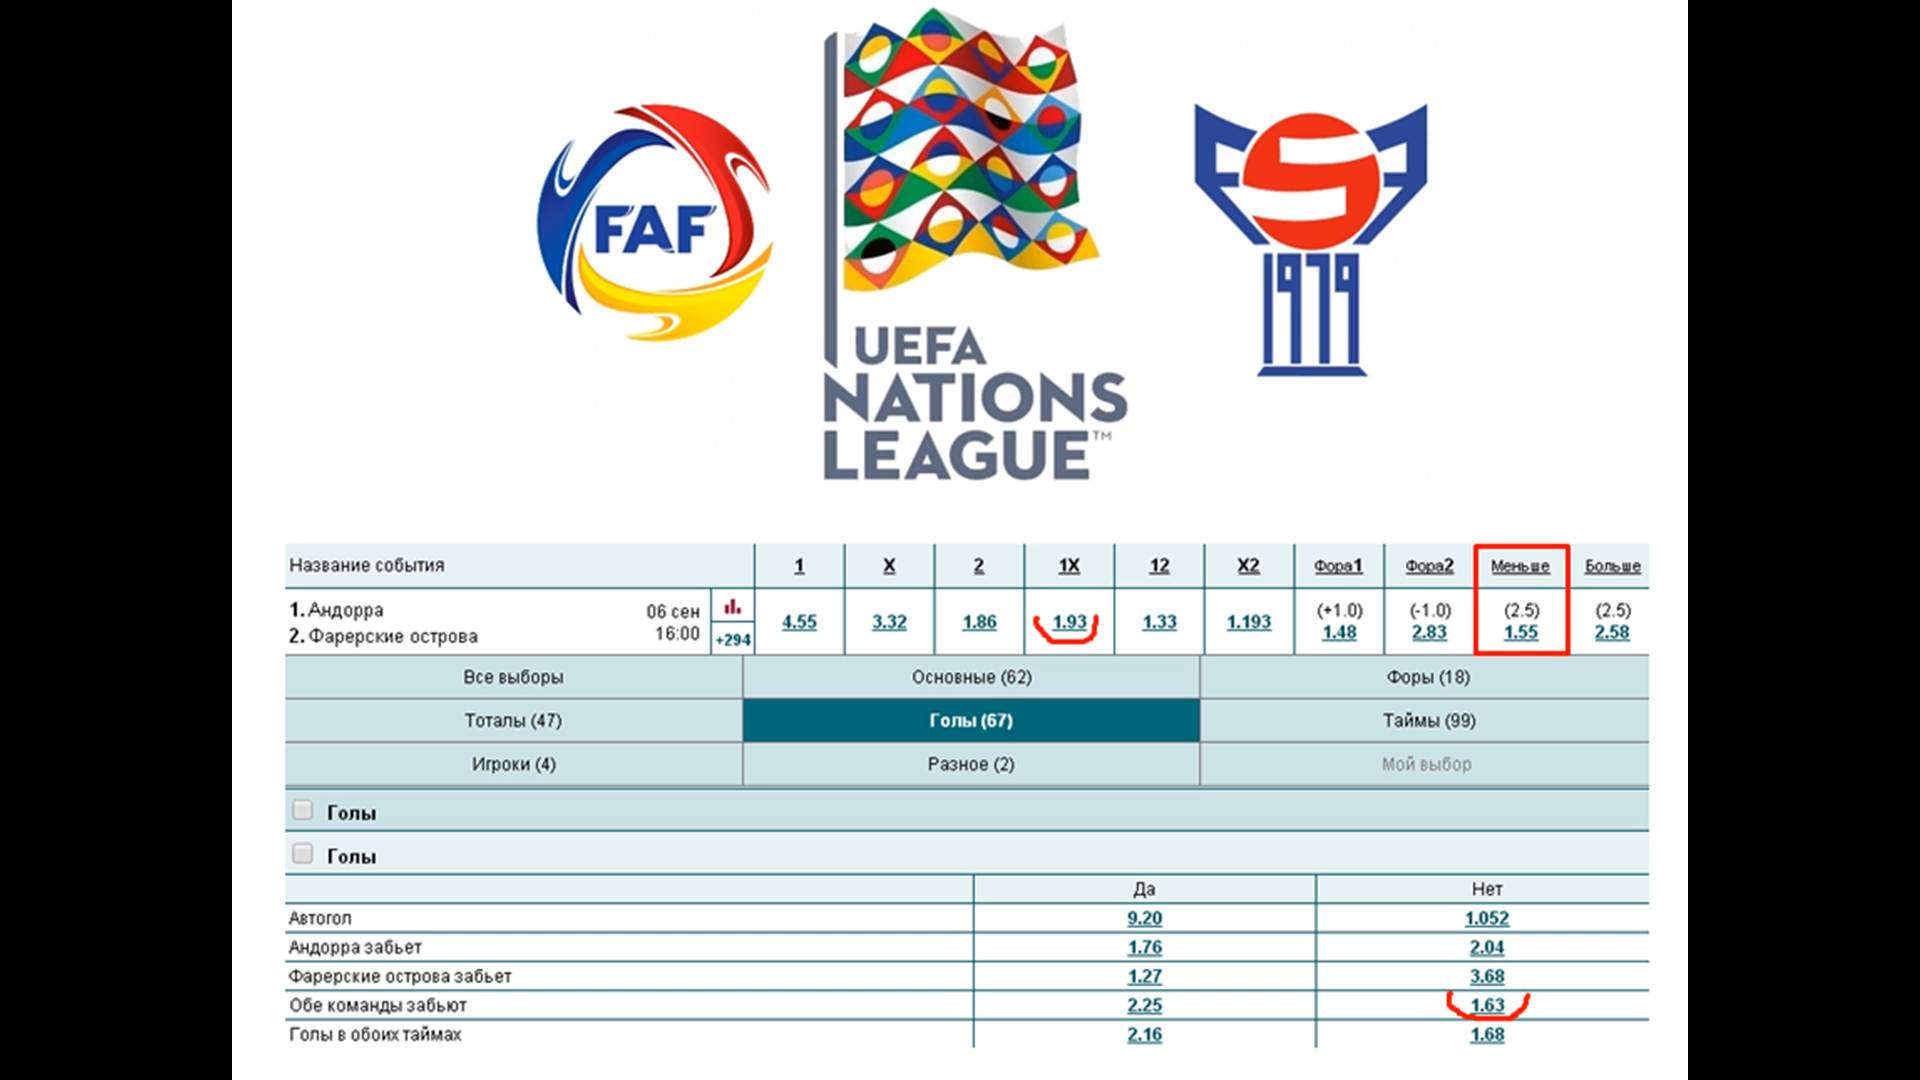 FAF
UEFA
NATIONS
LEAGUE™
FSF
1979
Название события 1 X 2 1X 12 X2 Фора1 Фора2 Меньше Больше
1. Андорра 06 сен (+1.0) (-1.0) (2.5) (2.5)
4.55 3.32 1.86 1.93 1.33 1.193
2. Фарерские острова 16:00 +294 1.48 2.83 1.55 2.58
Все выборы Основные (62) Форы (18)
Тоталы (47) Голы (67) Таймы (99)
Игроки (4) Разное (2) Мой выбор
Голы
Голы
Да Нет
Автогол 9.20 1.052
Андорра забьет 1.76 2.04
Фарерские острова забьет 1.27 3.68
Обе команды забьют 2.25 1.63
Голы в обоих таймах 2.16 1.68